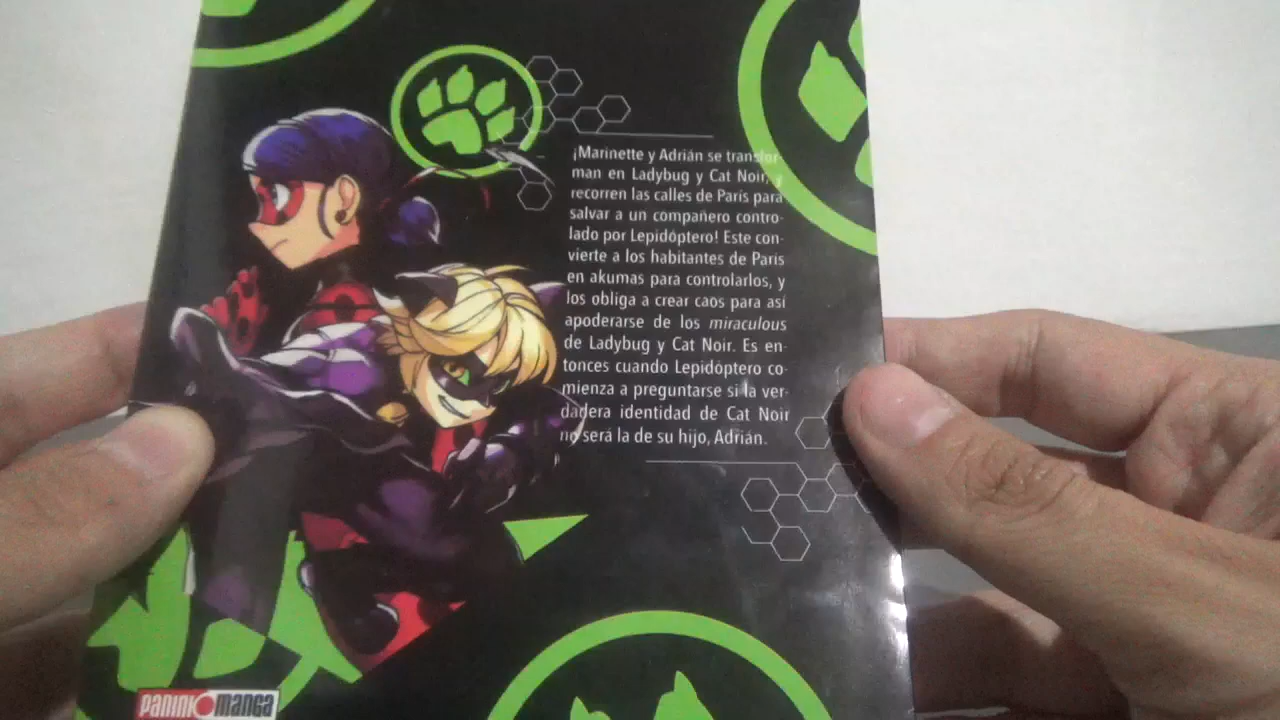 ¡Marinette y Adrián se transfor-
man en Ladybug y Cat Noir, y
recorren las calles de París para
salvar a un compañero contro-
lado por Lepidóptero! Este con-
vierte a los habitantes de París
en akumas para controlarlos, y
los obliga a crear caos para así
apoderarse de los miraculous
de Ladybug y Cat Noir. Es en-
tonces cuando Lepidóptero co-
mienza a preguntarse si la ver-
dadera identidad de Cat Noir
no será la de su hijo, Adrián.
PANINI MANGA